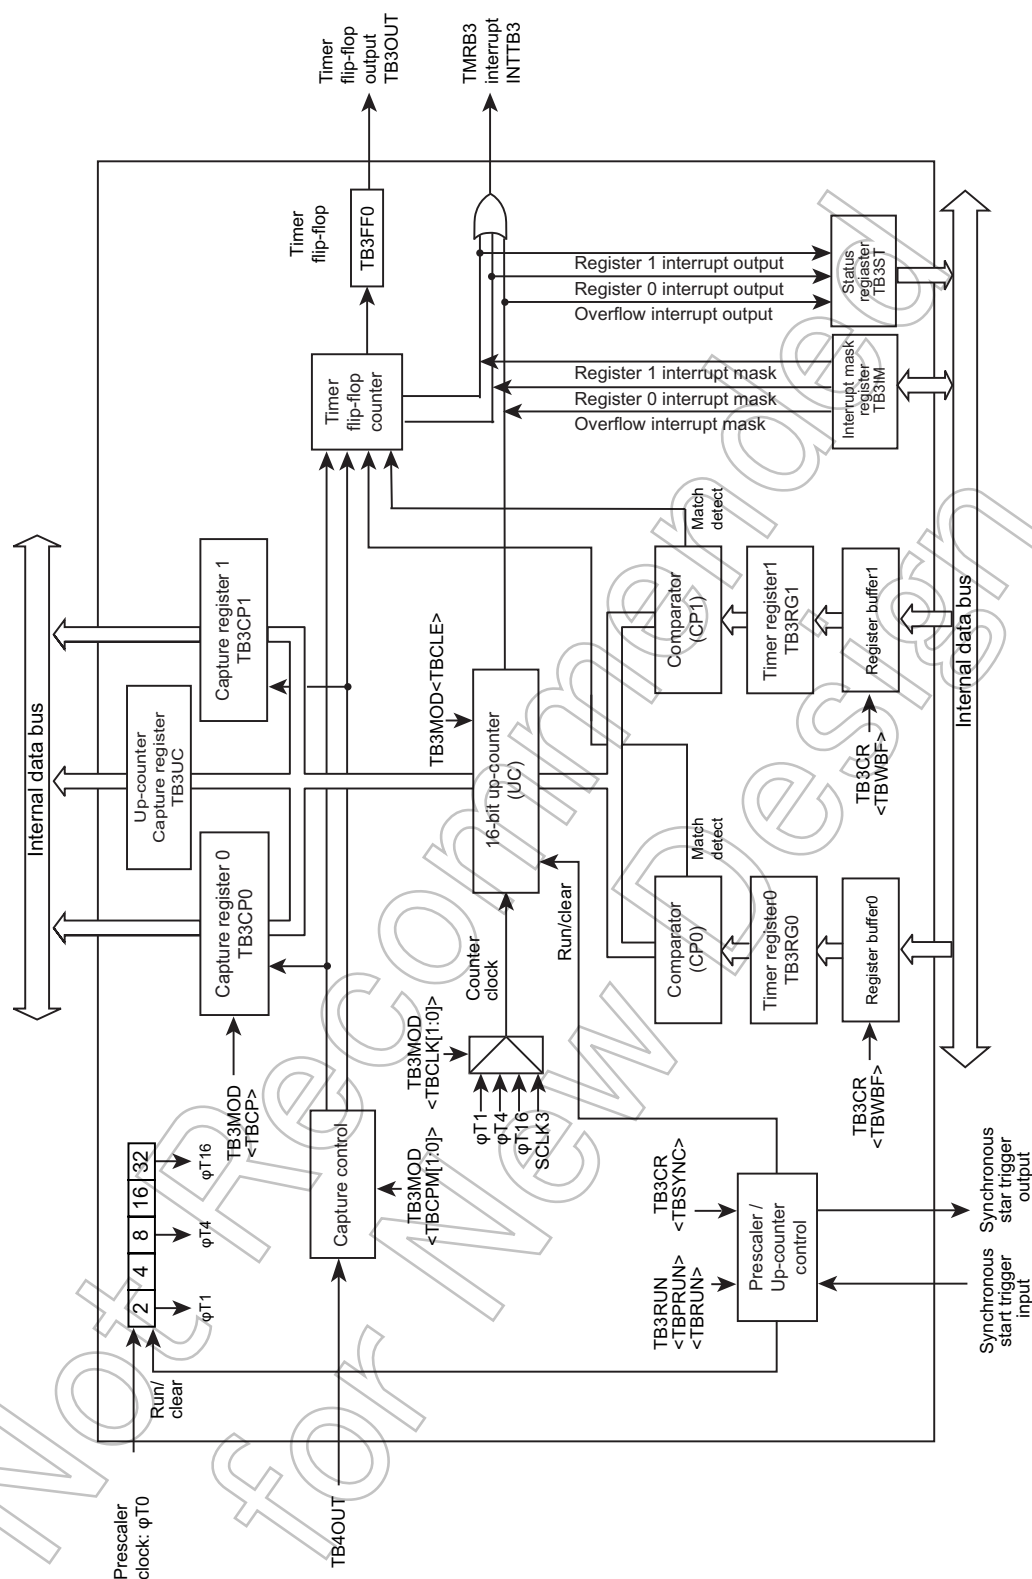 Internal data bus
Prescaler
clock: φT0
Run/
clear
2 4 8 16 32
φT1
φT4
φT16
TB3MOD
<TBCP>
Capture register 0
TB3CP0
Up-counter
Capture register
TB3UC
Capture register 1
TB3CP1
TB4OUT
Capture control
TB3MOD
<TBCPM[1:0]>
Timer
flip-flop
counter
Timer
flip-flop
TB3FF0
Timer
flip-flop
output
TB3OUT
TB3MOD
<TBCLK[1:0]>
φT1
φT4
φT16
SCLK3
Counter
clock
TB3MOD<TBCLE>
16-bit up-counter
(UC)
Run/clear
TMRB3
interrupt
INTTB3
Register 1 interrupt output
Register 0 interrupt output
Overflow interrupt output
Register 1 interrupt mask
Register 0 interrupt mask
Overflow interrupt mask
TB3RUN
<TBPRUN>
<TBRUN>
TB3CR
<TBSYNC>
Prescaler /
Up-counter
control
Match
detect
Comparator
(CP0)
Timer register0
TB3RG0
Register buffer0
TB3CR
<TBWBF>
Match
detect
Comparator
(CP1)
Timer register1
TB3RG1
Register buffer1
TB3CR
<TBWBF>
Interrupt mask
register
TB3IM
Status
regiaster
TB3ST
Internal data bus
Synchronous
start trigger
input
Synchronous
star trigger
output
Not Recommended
for New Design